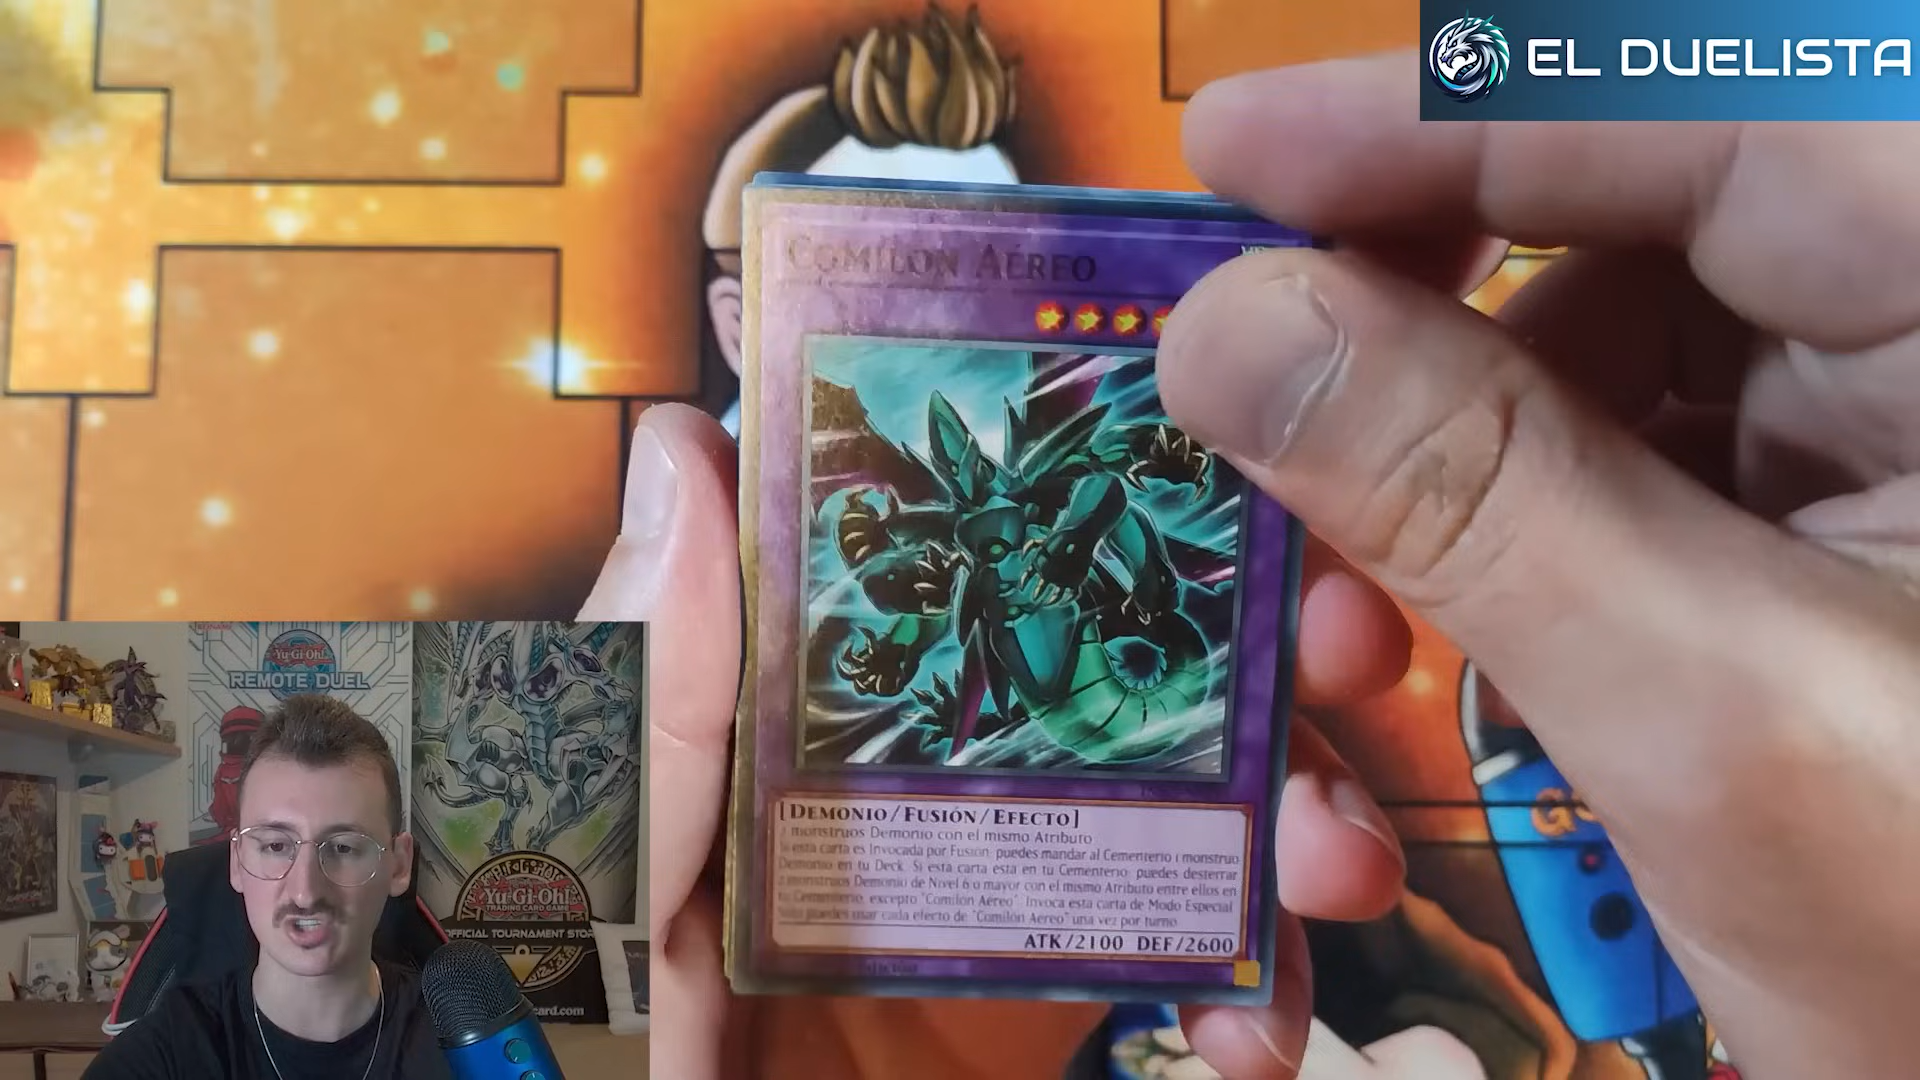 EL DUELISTA
COMILÓN AÉREO
[DEMONIO/FUSIÓN/EFECTO]
2 monstruos Demonio con el mismo Atributo
Si esta carta es Invocada por Fusión: puedes mandar al Cementerio 1 monstruo
Demonio en tu Deck. Si esta carta está en tu Cementerio: puedes desterrar
2 monstruos Demonio de Nivel 6 o mayor con el mismo Atributo entre ellos en
tu Cementerio, excepto "Comilón Aéreo"; Invoca esta carta de Modo Especial.
Sólo puedes usar cada efecto de "Comilón Aéreo" una vez por turno.
ATK/2100 DEF/2600
KONAMI
Yu-Gi-Oh!
REMOTE DUEL
Yu-Gi-Oh!
TRADING CARD GAME
OFFICIAL TOURNAMENT STOR
card.com